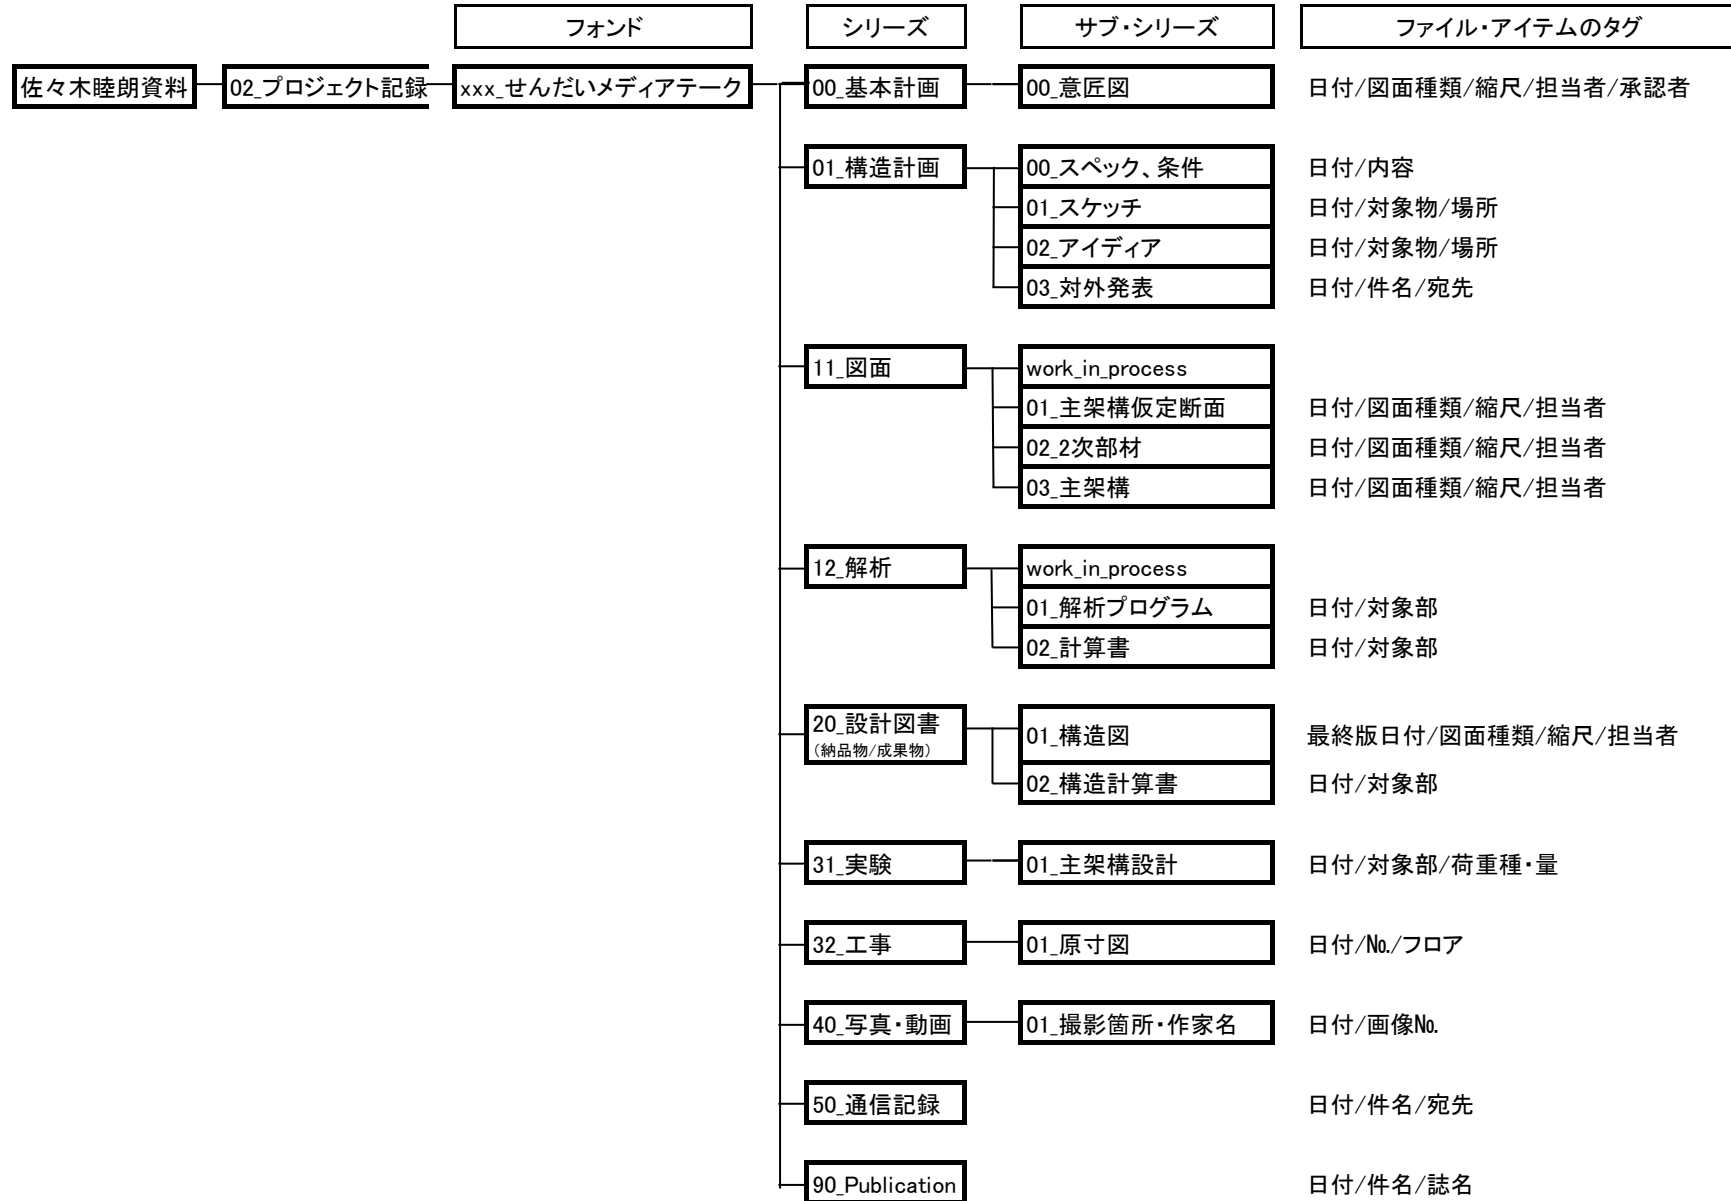 フォンド シリーズ サブ・シリーズ ファイル・アイテムのタグ
佐々木睦朗資料 02_プロジェクト記録 xxx_せんだいメディアテーク 00_基本計画 00_意匠図 日付/図面種類/縮尺/担当者/承認者
01_構造計画 00_スペック、条件 日付/内容
01_スケッチ 日付/対象物/場所
02_アイディア 日付/対象物/場所
03_対外発表 日付/件名/宛先
11_図面 work_in_process
01_主架構仮定断面 日付/図面種類/縮尺/担当者
02_2次部材 日付/図面種類/縮尺/担当者
03_主架構 日付/図面種類/縮尺/担当者
12_解析 work_in_process
01_解析プログラム 日付/対象部
02_計算書 日付/対象部
20_設計図書
(納品物/成果物)
01_構造図 最終版日付/図面種類/縮尺/担当者
02_構造計算書 日付/対象部
31_実験 01_主架構設計 日付/対象部/荷重種・量
32_工事 01_原寸図 日付/№/フロア
40_写真・動画 01_撮影箇所・作家名 日付/画像№
50_通信記録 日付/件名/宛先
90_Publication 日付/件名/誌名